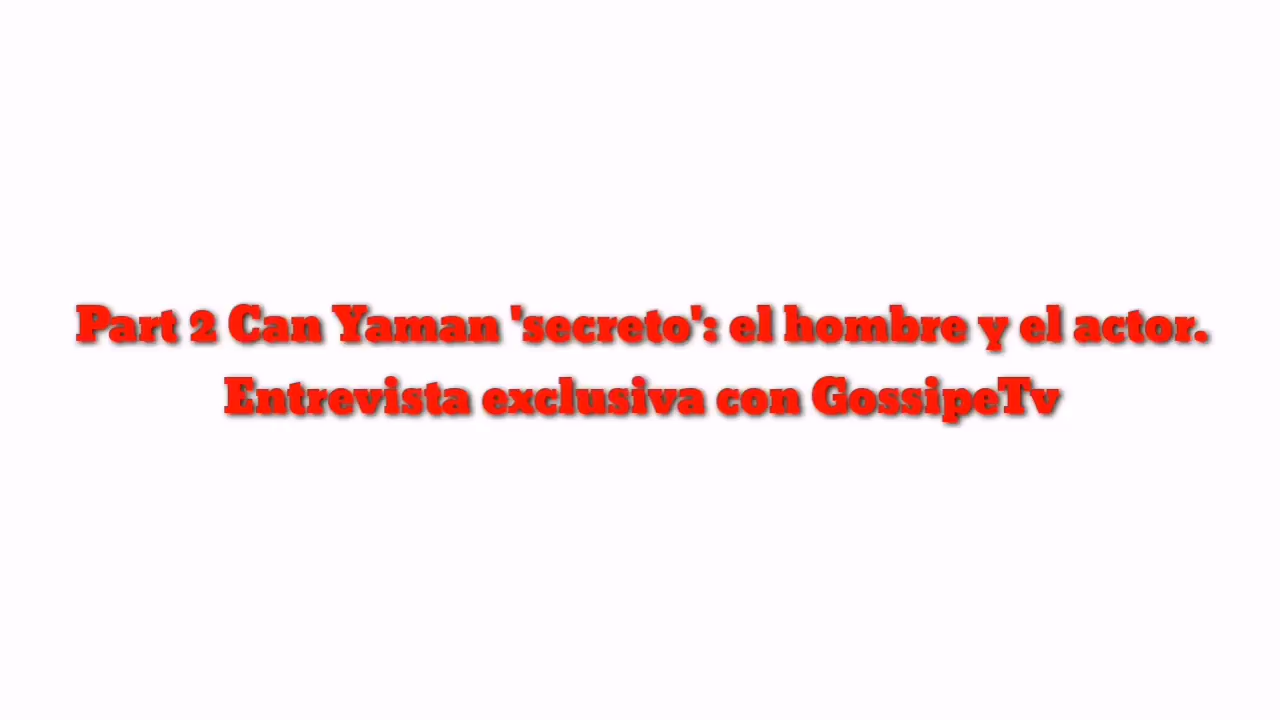 Part 2 Can Yaman 'secreto': el hombre y el actor.
Entrevista exclusiva con GossipeTv